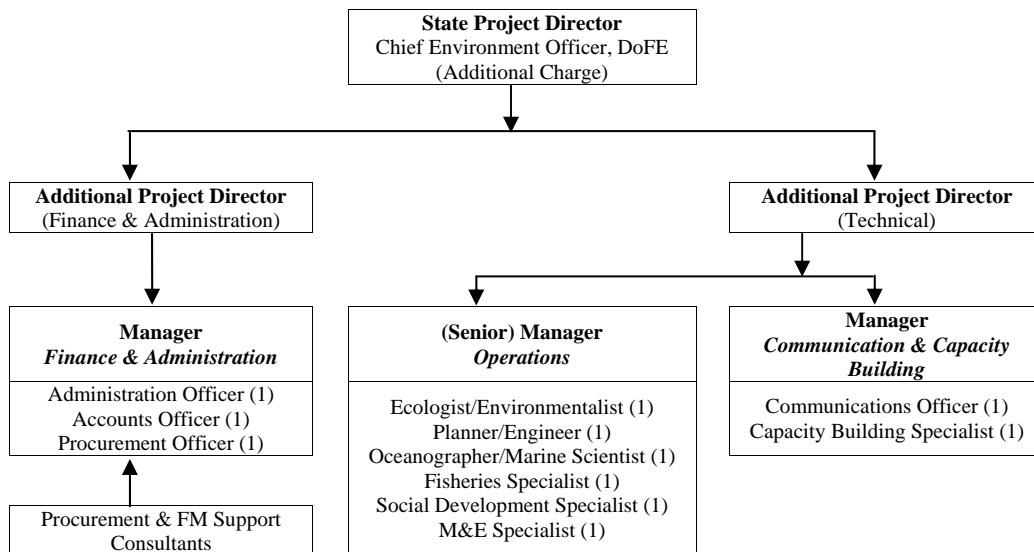 State Project Director
Chief Environment Officer, DoFE
(Additional Charge)
Additional Project Director
(Finance & Administration)
Additional Project Director
(Technical)
Manager
Finance & Administration
Administration Officer (1)
Accounts Officer (1)
Procurement Officer (1)
Procurement & FM Support
Consultants
(Senior) Manager
Operations
Ecologist/Environmentalist (1)
Planner/Engineer (1)
Oceanographer/Marine Scientist (1)
Fisheries Specialist (1)
Social Development Specialist (1)
M&E Specialist (1)
Manager
Communication & Capacity
Building
Communications Officer (1)
Capacity Building Specialist (1)